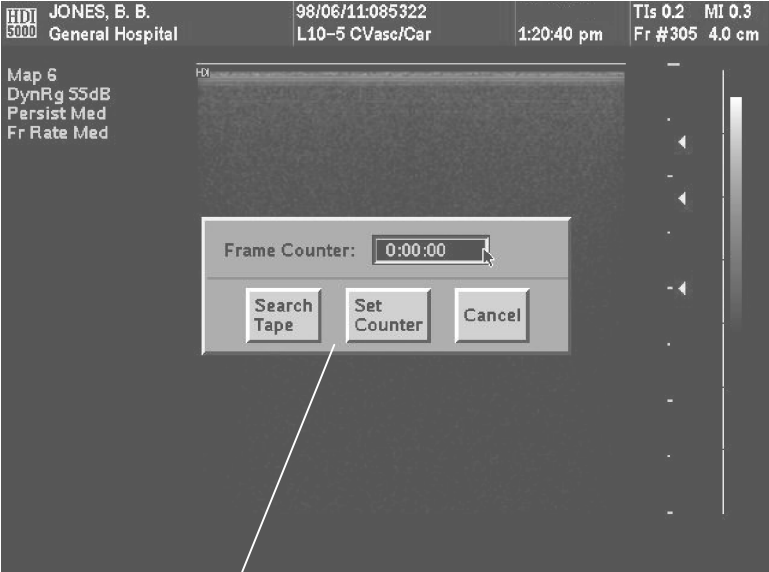 HDI
5000
JONES, B. B.
General Hospital
98/06/11:085322
L10-5 CVasc/Car
1:20:40 pm
TIs 0.2 MI 0.3
Fr #305 4.0 cm
Map 6
DynRg 55dB
Persist Med
Fr Rate Med
HDI
Frame Counter: 0:00:00
Search
Tape
Set
Counter
Cancel